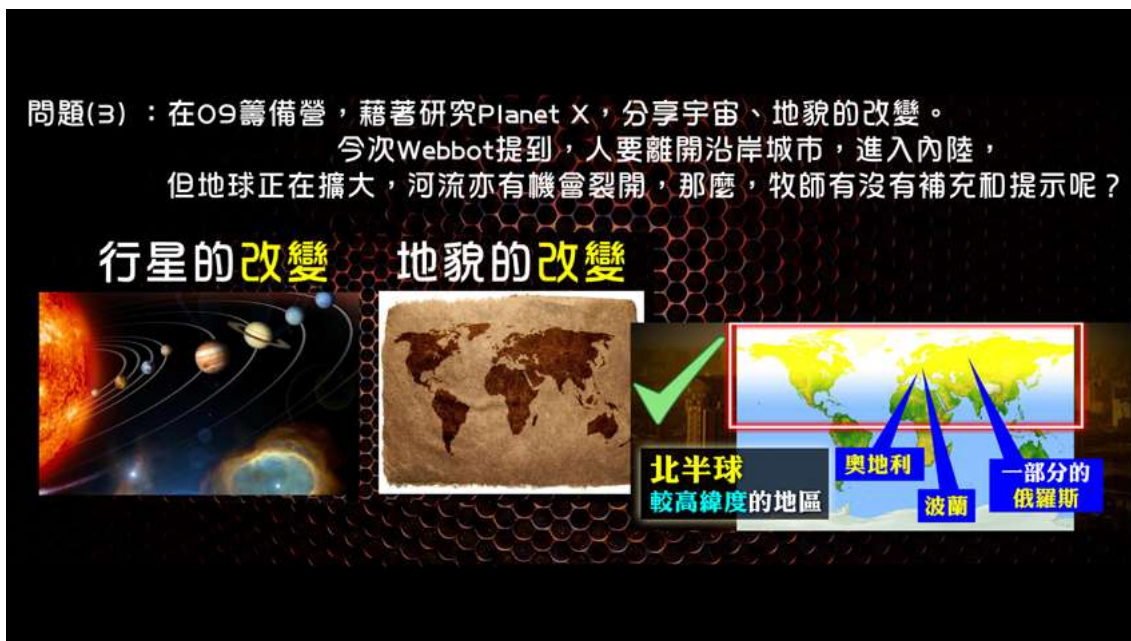 問題(3)：在09籌備營，藉著研究Planet X，分享宇宙、地貌的改變。
今次Webbot提到，人要離開沿岸城市，進入內陸，
但地球正在擴大，河流亦有機會裂開，那麼，牧師有沒有補充和提示呢？
行星的改變
地貌的改變
北半球
較高緯度的地區
奧地利
波蘭
一部分的
俄羅斯